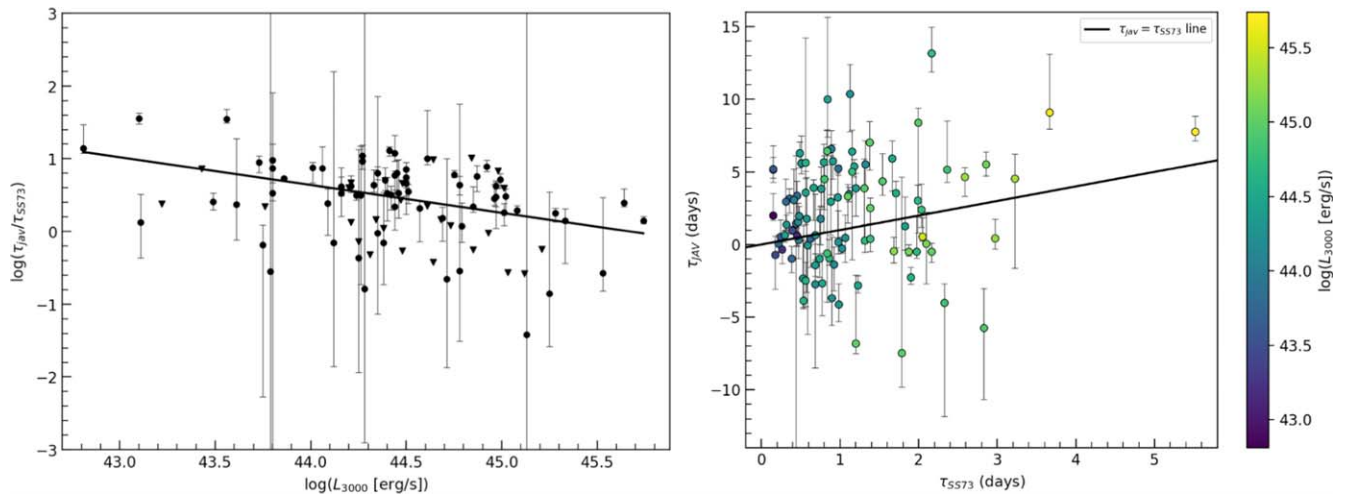 3
2
1
0
−1
−2
−3
log(τjav/τSS73)
43.0 43.5 44.0 44.5 45.0 45.5
log(L3000 [erg/s])
τjav = τSS73 line
15
10
5
0
−5
−10
τJAV (days)
0 1 2 3 4 5
τSS73 (days)
45.5
45.0
44.5
44.0
43.5
43.0
log(L3000 [erg/s])